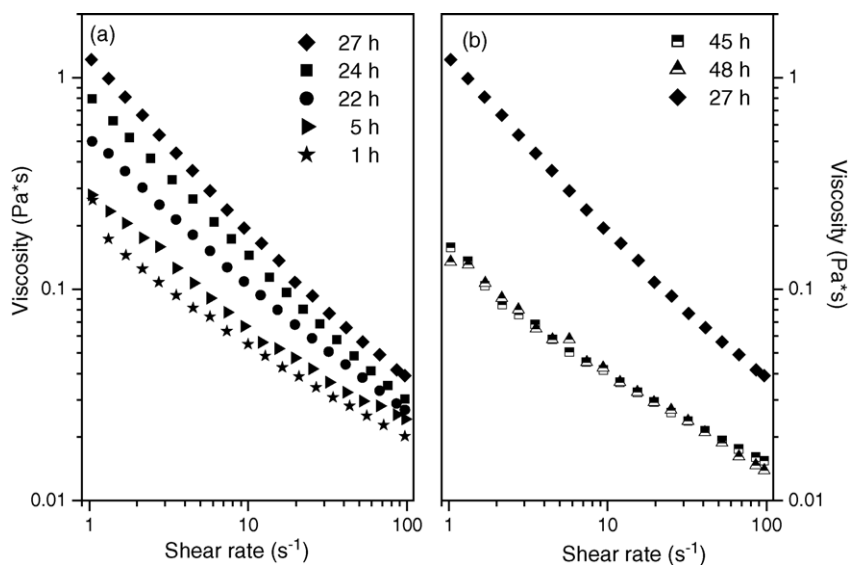 (a)
27 h
24 h
22 h
5 h
1 h
1
0.1
0.01
Viscosity (Pa*s)
1 10 100
Shear rate (s⁻¹)
(b)
45 h
48 h
27 h
1
0.1
0.01
Viscosity (Pa*s)
1 10 100
Shear rate (s⁻¹)